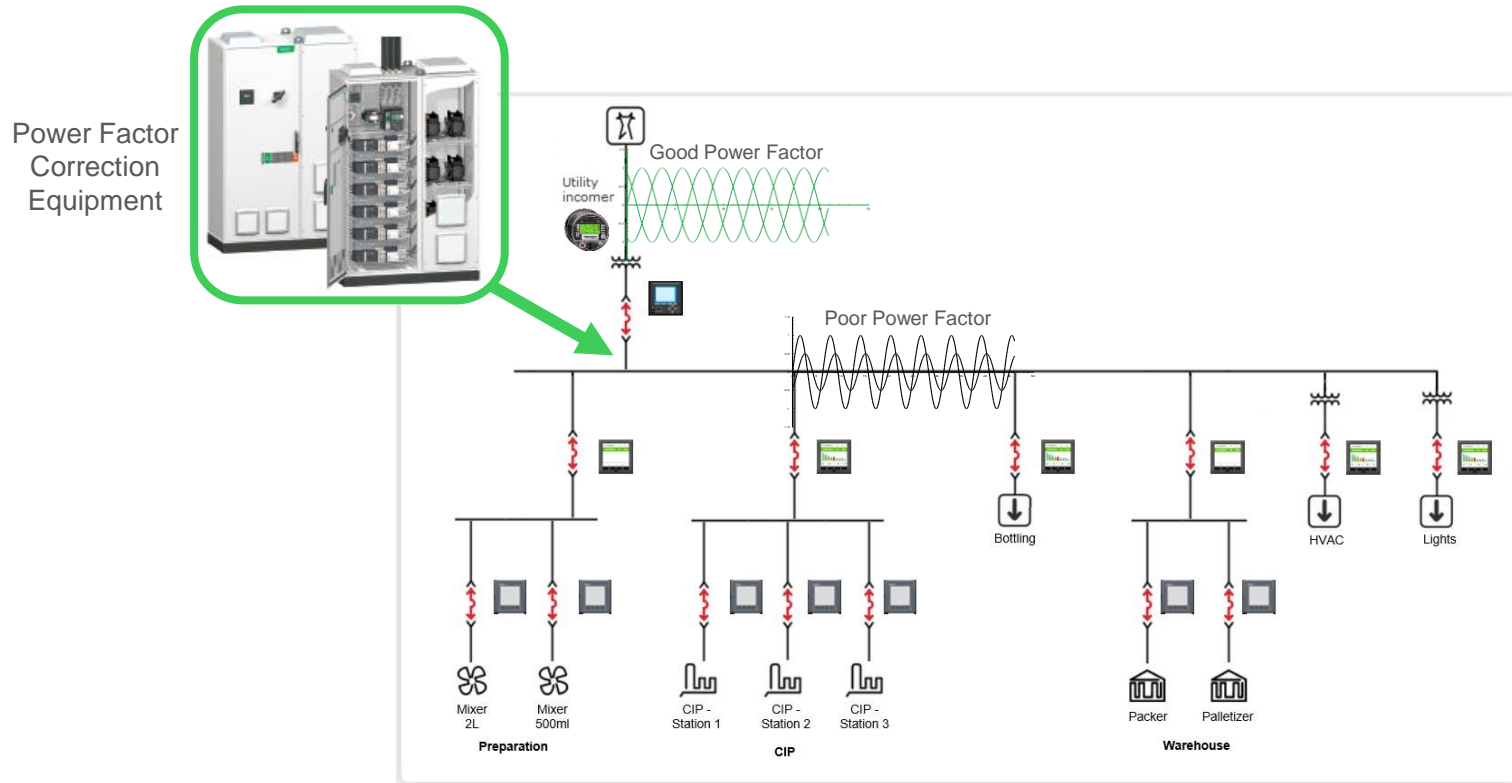 Power Factor
Correction
Equipment
Good Power Factor
Utility
incomer
Poor Power Factor
Bottling
HVAC
Lights
Mixer
2L
Mixer
500ml
CIP -
Station 1
CIP -
Station 2
CIP -
Station 3
Packer
Palletizer
Preparation
CIP
Warehouse